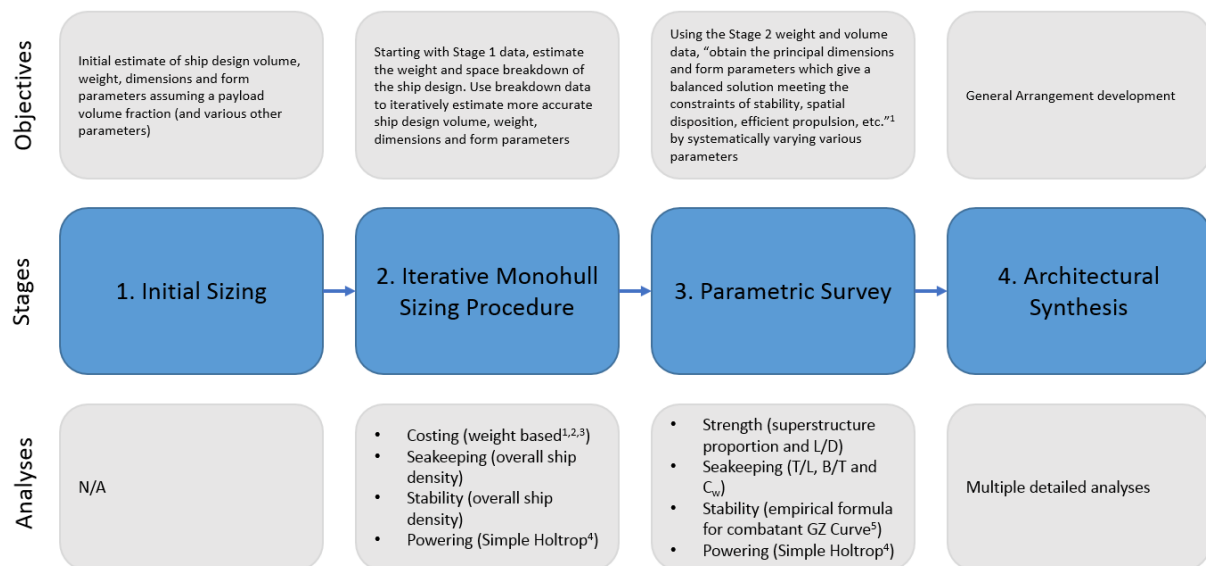 Objectives
Initial estimate of ship design volume,
weight, dimensions and form
parameters assuming a payload
volume fraction (and various other
parameters)
Starting with Stage 1 data, estimate
the weight and space breakdown of
the ship design. Use breakdown data
to iteratively estimate more accurate
ship design volume, weight,
dimensions and form parameters
Using the Stage 2 weight and volume
data, “obtain the principal dimensions
and form parameters which give a
balanced solution meeting the
constraints of stability, spatial
disposition, efficient propulsion, etc.”1
by systematically varying various
parameters
General Arrangement development
Stages
1. Initial Sizing
2. Iterative Monohull
Sizing Procedure
3. Parametric Survey
4. Architectural
Synthesis
Analyses
N/A
• Costing (weight based1,2,3)
• Seakeeping (overall ship
density)
• Stability (overall ship
density)
• Powering (Simple Holtrop4)
• Strength (superstructure
proportion and L/D)
• Seakeeping (T/L, B/T and
Cw)
• Stability (empirical formula
for combatant GZ Curve5)
• Powering (Simple Holtrop4)
Multiple detailed analyses